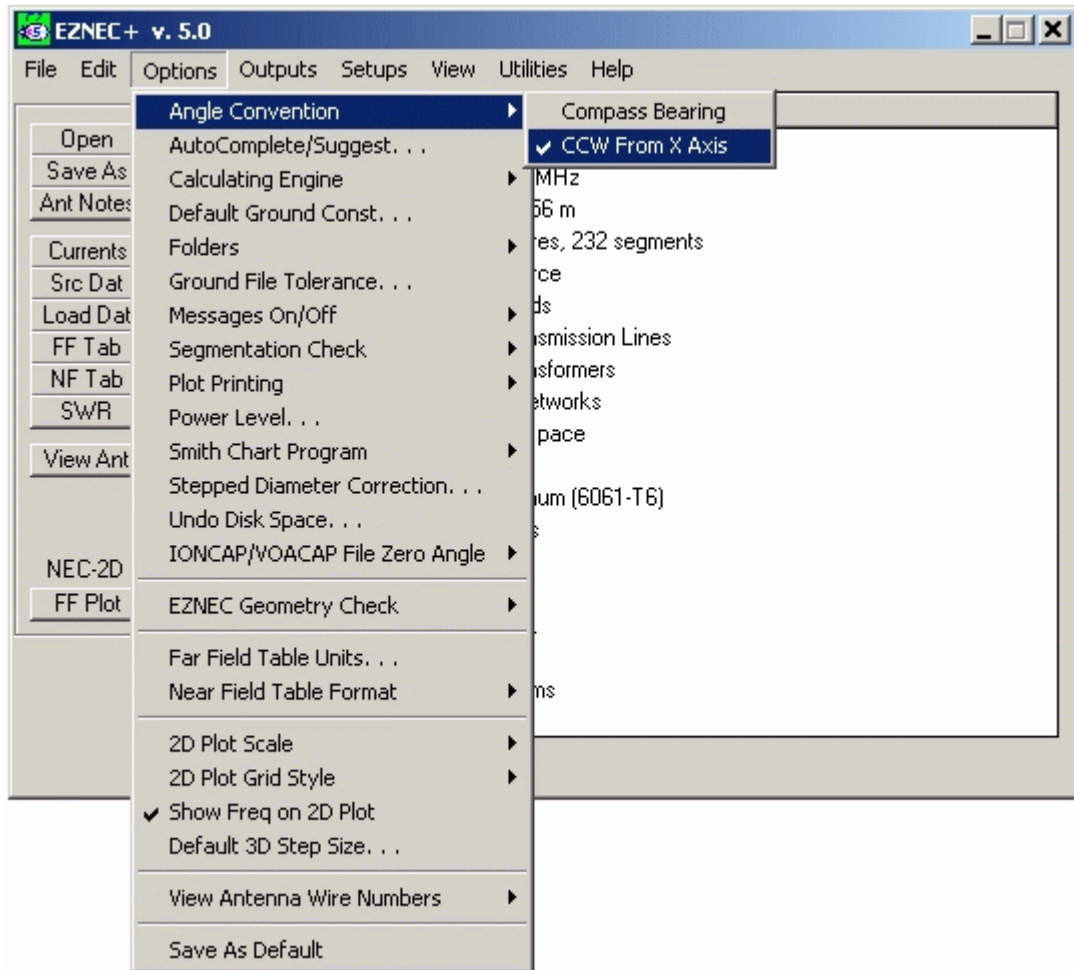 EZNEC+ v. 5.0
File Edit Options Outputs Setups View Utilities Help
Open
Save As
Ant Notes
Currents
Src Dat
Load Dat
FF Tab
NF Tab
SWR
View Ant
NEC-2D
FF Plot
Angle Convention
AutoComplete/Suggest. . .
Calculating Engine
Default Ground Const. . .
Folders
Ground File Tolerance. . .
Messages On/Off
Segmentation Check
Plot Printing
Power Level. . .
Smith Chart Program
Stepped Diameter Correction. . .
Undo Disk Space. . .
IONCAP/VOACAP File Zero Angle
EZNEC Geometry Check
Far Field Table Units. . .
Near Field Table Format
2D Plot Scale
2D Plot Grid Style
Show Freq on 2D Plot
Default 3D Step Size. . .
View Antenna Wire Numbers
Save As Default
Compass Bearing
CCW From X Axis
MHz
56 m
res, 232 segments
rce
ds
nsmission Lines
nsformers
etworks
pace
num (6061-T6)
s
ms